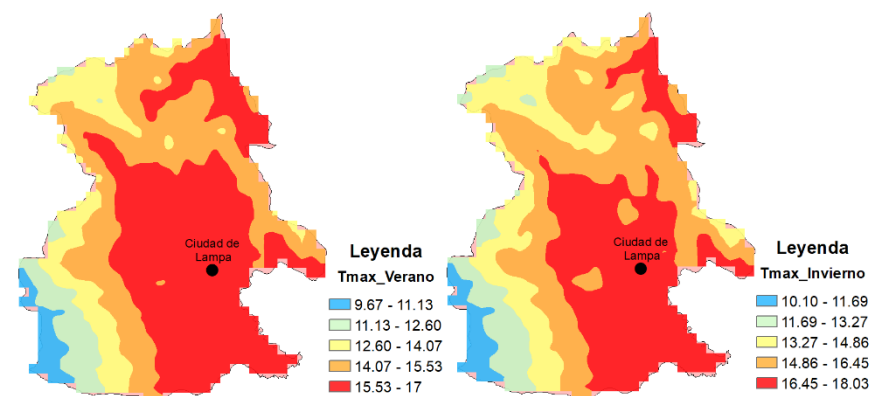 Ciudad de
Lampa
Leyenda
Tmax_Verano
9.67 - 11.13
11.13 - 12.60
12.60 - 14.07
14.07 - 15.53
15.53 - 17
Ciudad de
Lampa
Leyenda
Tmax_Invierno
10.10 - 11.69
11.69 - 13.27
13.27 - 14.86
14.86 - 16.45
16.45 - 18.03